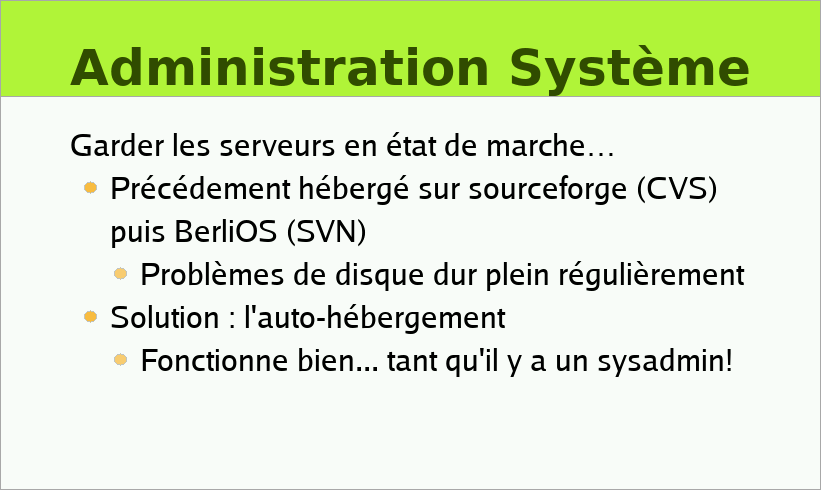 Administration Système
Garder les serveurs en état de marche…
Précédement hébergé sur sourceforge (CVS)
puis BerliOS (SVN)
Problèmes de disque dur plein régulièrement
Solution : l'auto-hébergement
Fonctionne bien... tant qu'il y a un sysadmin!